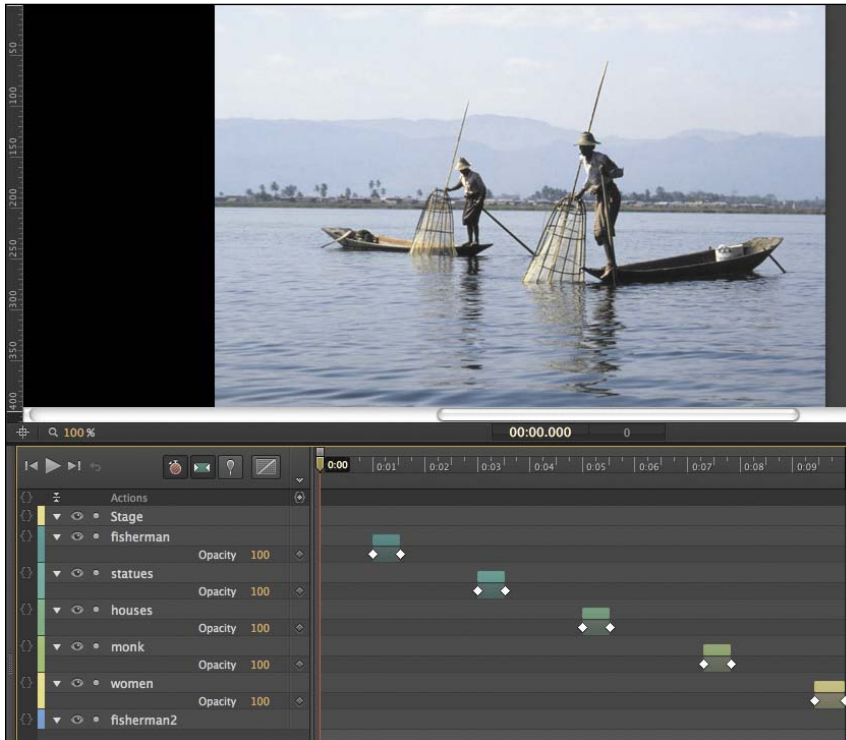 50
100
150
200
250
300
350
400
100 %
00:00.000 0
0:00 0:01 0:02 0:03 0:04 0:05 0:06 0:07 0:08 0:09
Actions
Stage
fisherman
Opacity 100
statues
Opacity 100
houses
Opacity 100
monk
Opacity 100
women
Opacity 100
fisherman2